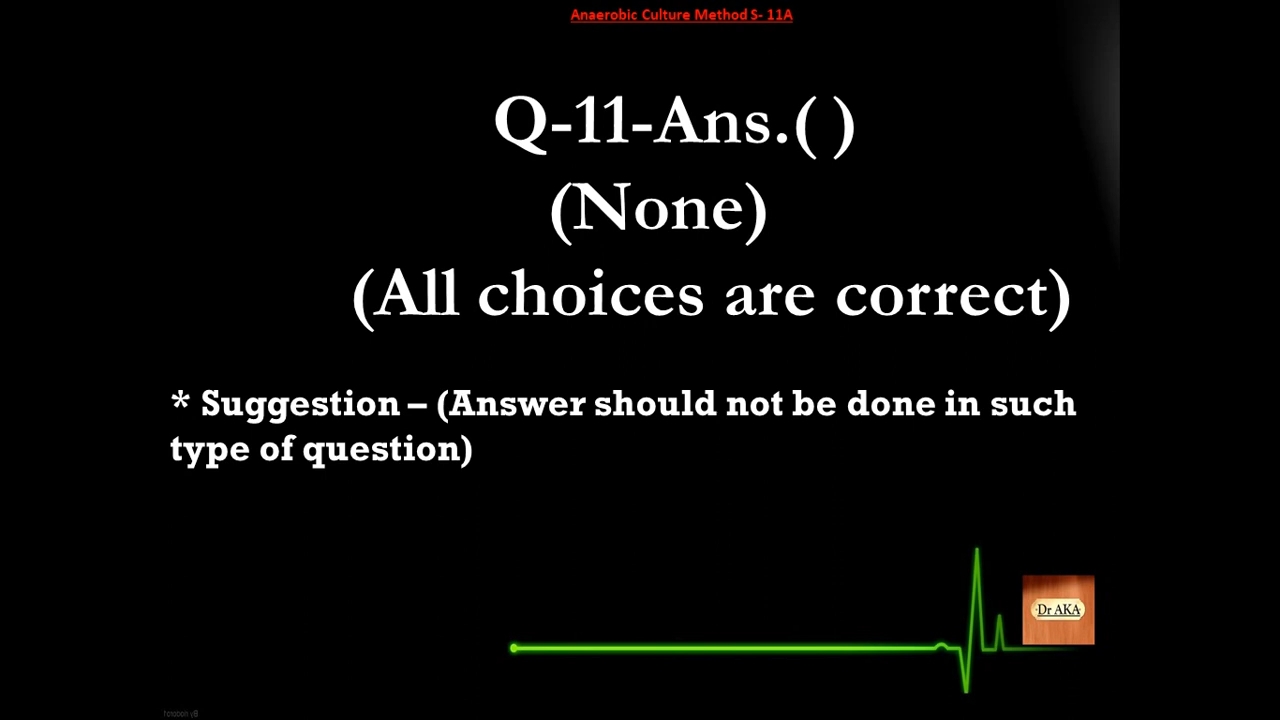 Anaerobic Culture Method S- 11A
Q-11-Ans.( )
(None)
(All choices are correct)
* Suggestion – (Answer should not be done in such
type of question)
Dr AKA